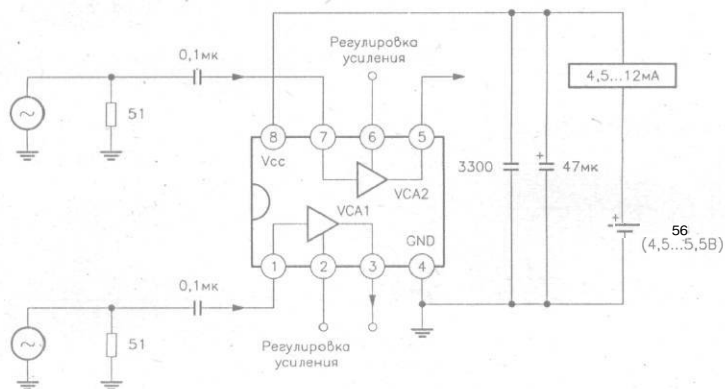 Регулировка
усиления
0,1мк
51
4,5...12мА
8
7
6
5
Vcc
VCA2
3300
+
47мк
VCA1
GND
+
-
56
(4,5...5,5В)
1
2
3
4
0,1мк
51
Регулировка
усиления